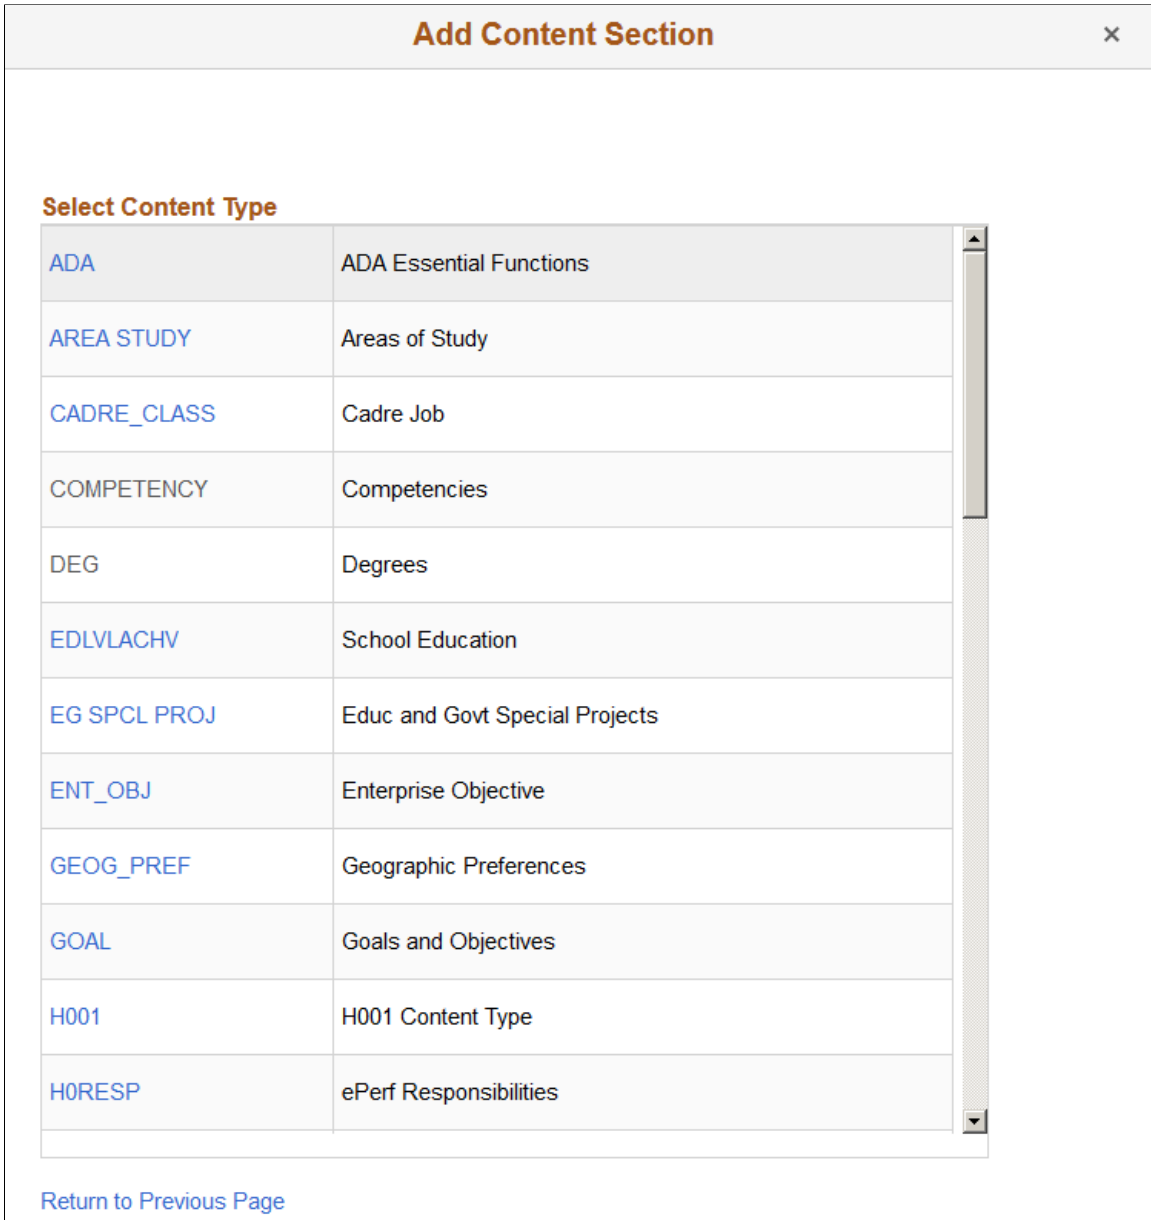 Add Content Section ×
Select Content Type
ADA ADA Essential Functions
AREA STUDY Areas of Study
CADRE_CLASS Cadre Job
COMPETENCY Competencies
DEG Degrees
EDLVLACHV School Education
EG SPCL PROJ Educ and Govt Special Projects
ENT_OBJ Enterprise Objective
GEOG_PREF Geographic Preferences
GOAL Goals and Objectives
H001 H001 Content Type
H0RESP ePerf Responsibilities
Return to Previous Page